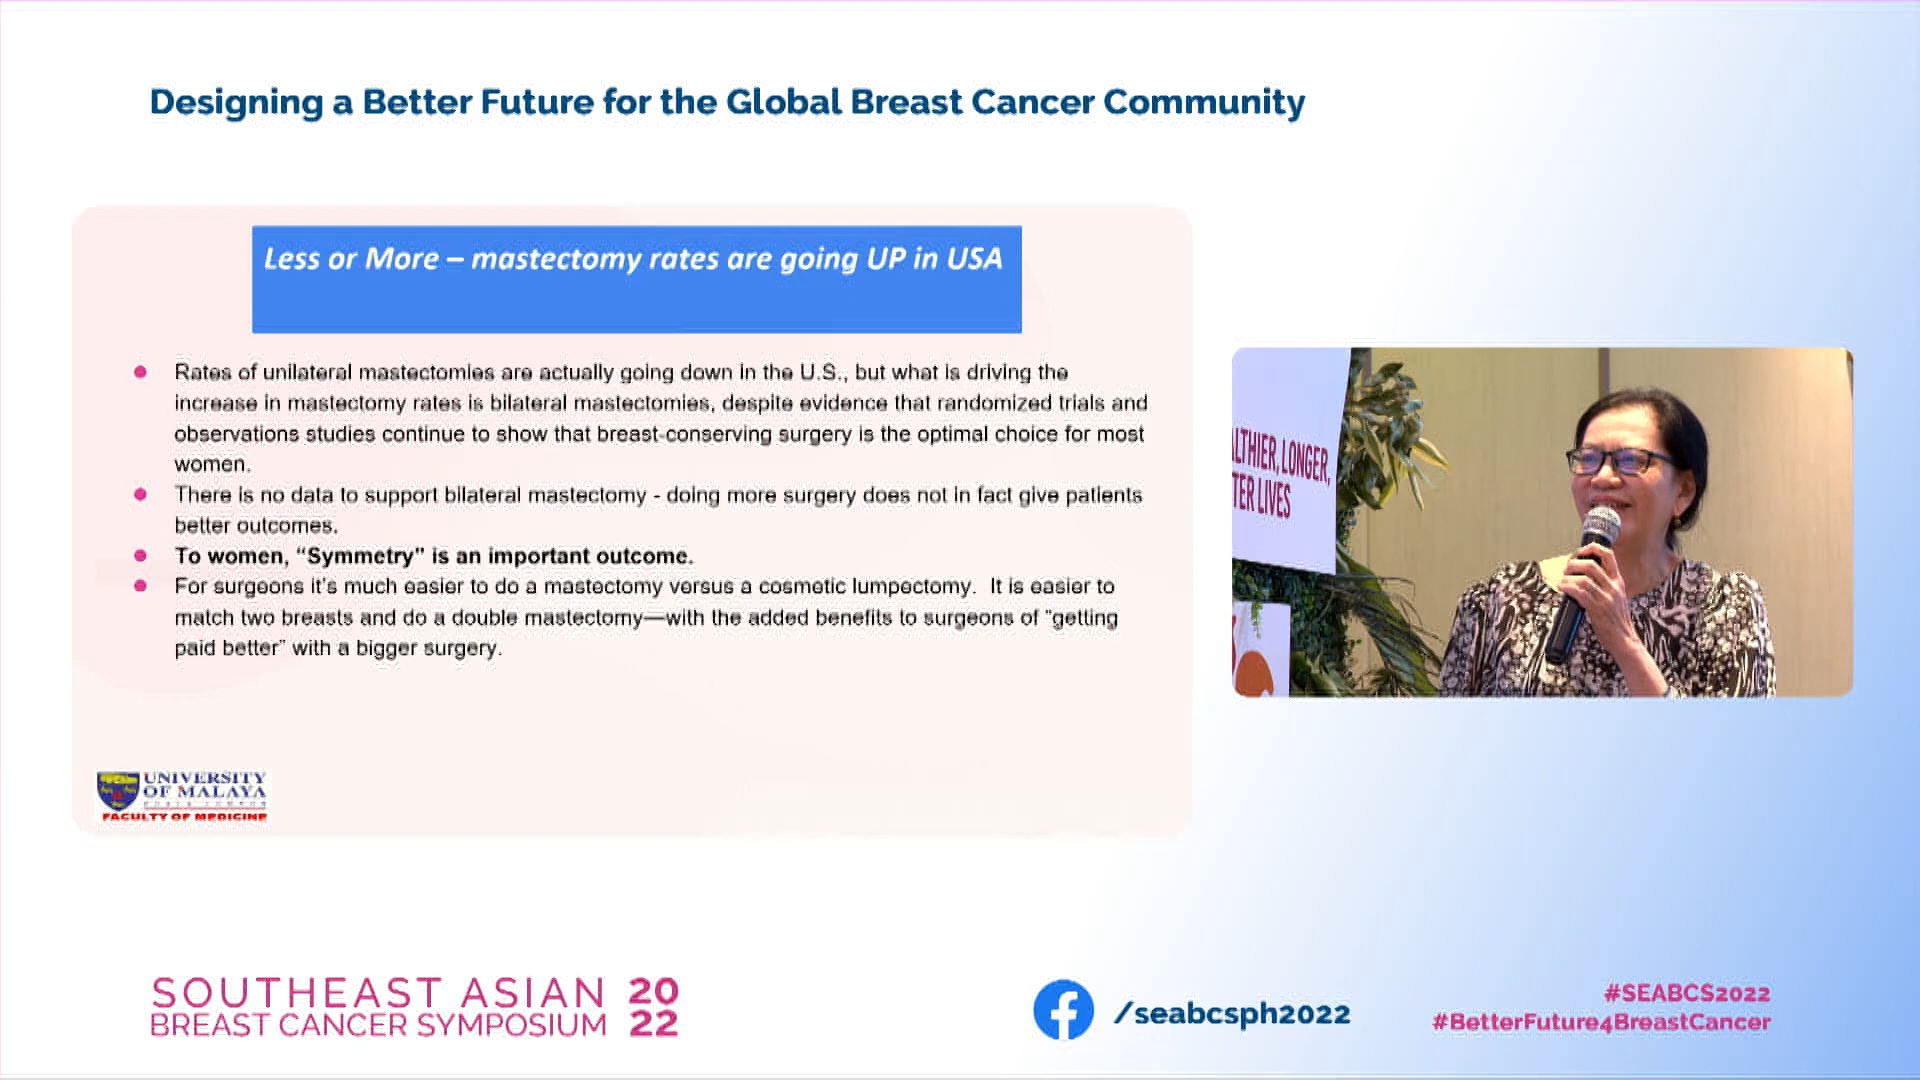 Designing a Better Future for the Global Breast Cancer Community
Less or More – mastectomy rates are going UP in USA
Rates of unilateral mastectomies are actually going down in the U.S., but what is driving the
increase in mastectomy rates is bilateral mastectomies, despite evidence that randomized trials and
observations studies continue to show that breast-conserving surgery is the optimal choice for most
women.
There is no data to support bilateral mastectomy - doing more surgery does not in fact give patients
better outcomes.
To women, “Symmetry” is an important outcome.
For surgeons it’s much easier to do a mastectomy versus a cosmetic lumpectomy. It is easier to
match two breasts and do a double mastectomy—with the added benefits to surgeons of “getting
paid better” with a bigger surgery.
UNIVERSITY
OF MALAYA
FACULTY OF MEDICINE
LTHIER, LONGER,
TER LIVES
SOUTHEAST ASIAN 20
BREAST CANCER SYMPOSIUM 22
/seabcsph2022
#SEABCS2022
#BetterFuture4BreastCancer